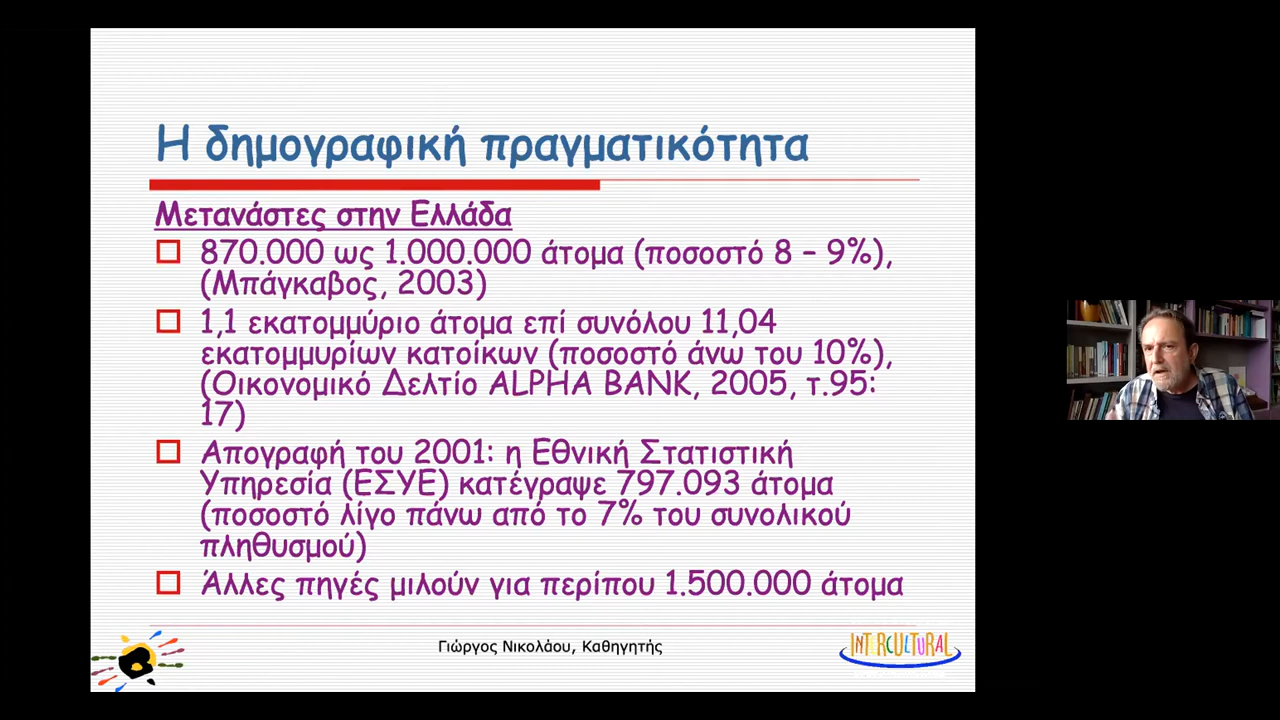 Η δημογραφική πραγματικότητα
Μετανάστες στην Ελλάδα
870.000 ως 1.000.000 άτομα (ποσοστό 8 – 9%),
(Μπάγκαβος, 2003)
1,1 εκατομμύριο άτομα επί συνόλου 11,04
εκατομμυρίων κατοίκων (ποσοστό άνω του 10%),
(Οικονομικό Δελτίο ALPHA BANK, 2005, τ.95:
17)
Απογραφή του 2001: η Εθνική Στατιστική
Υπηρεσία (ΕΣΥΕ) κατέγραψε 797.093 άτομα
(ποσοστό λίγο πάνω από το 7% του συνολικού
πληθυσμού)
Άλλες πηγές μιλούν για περίπου 1.500.000 άτομα
Γιώργος Νικολάου, Καθηγητής
INTERCULTURAL